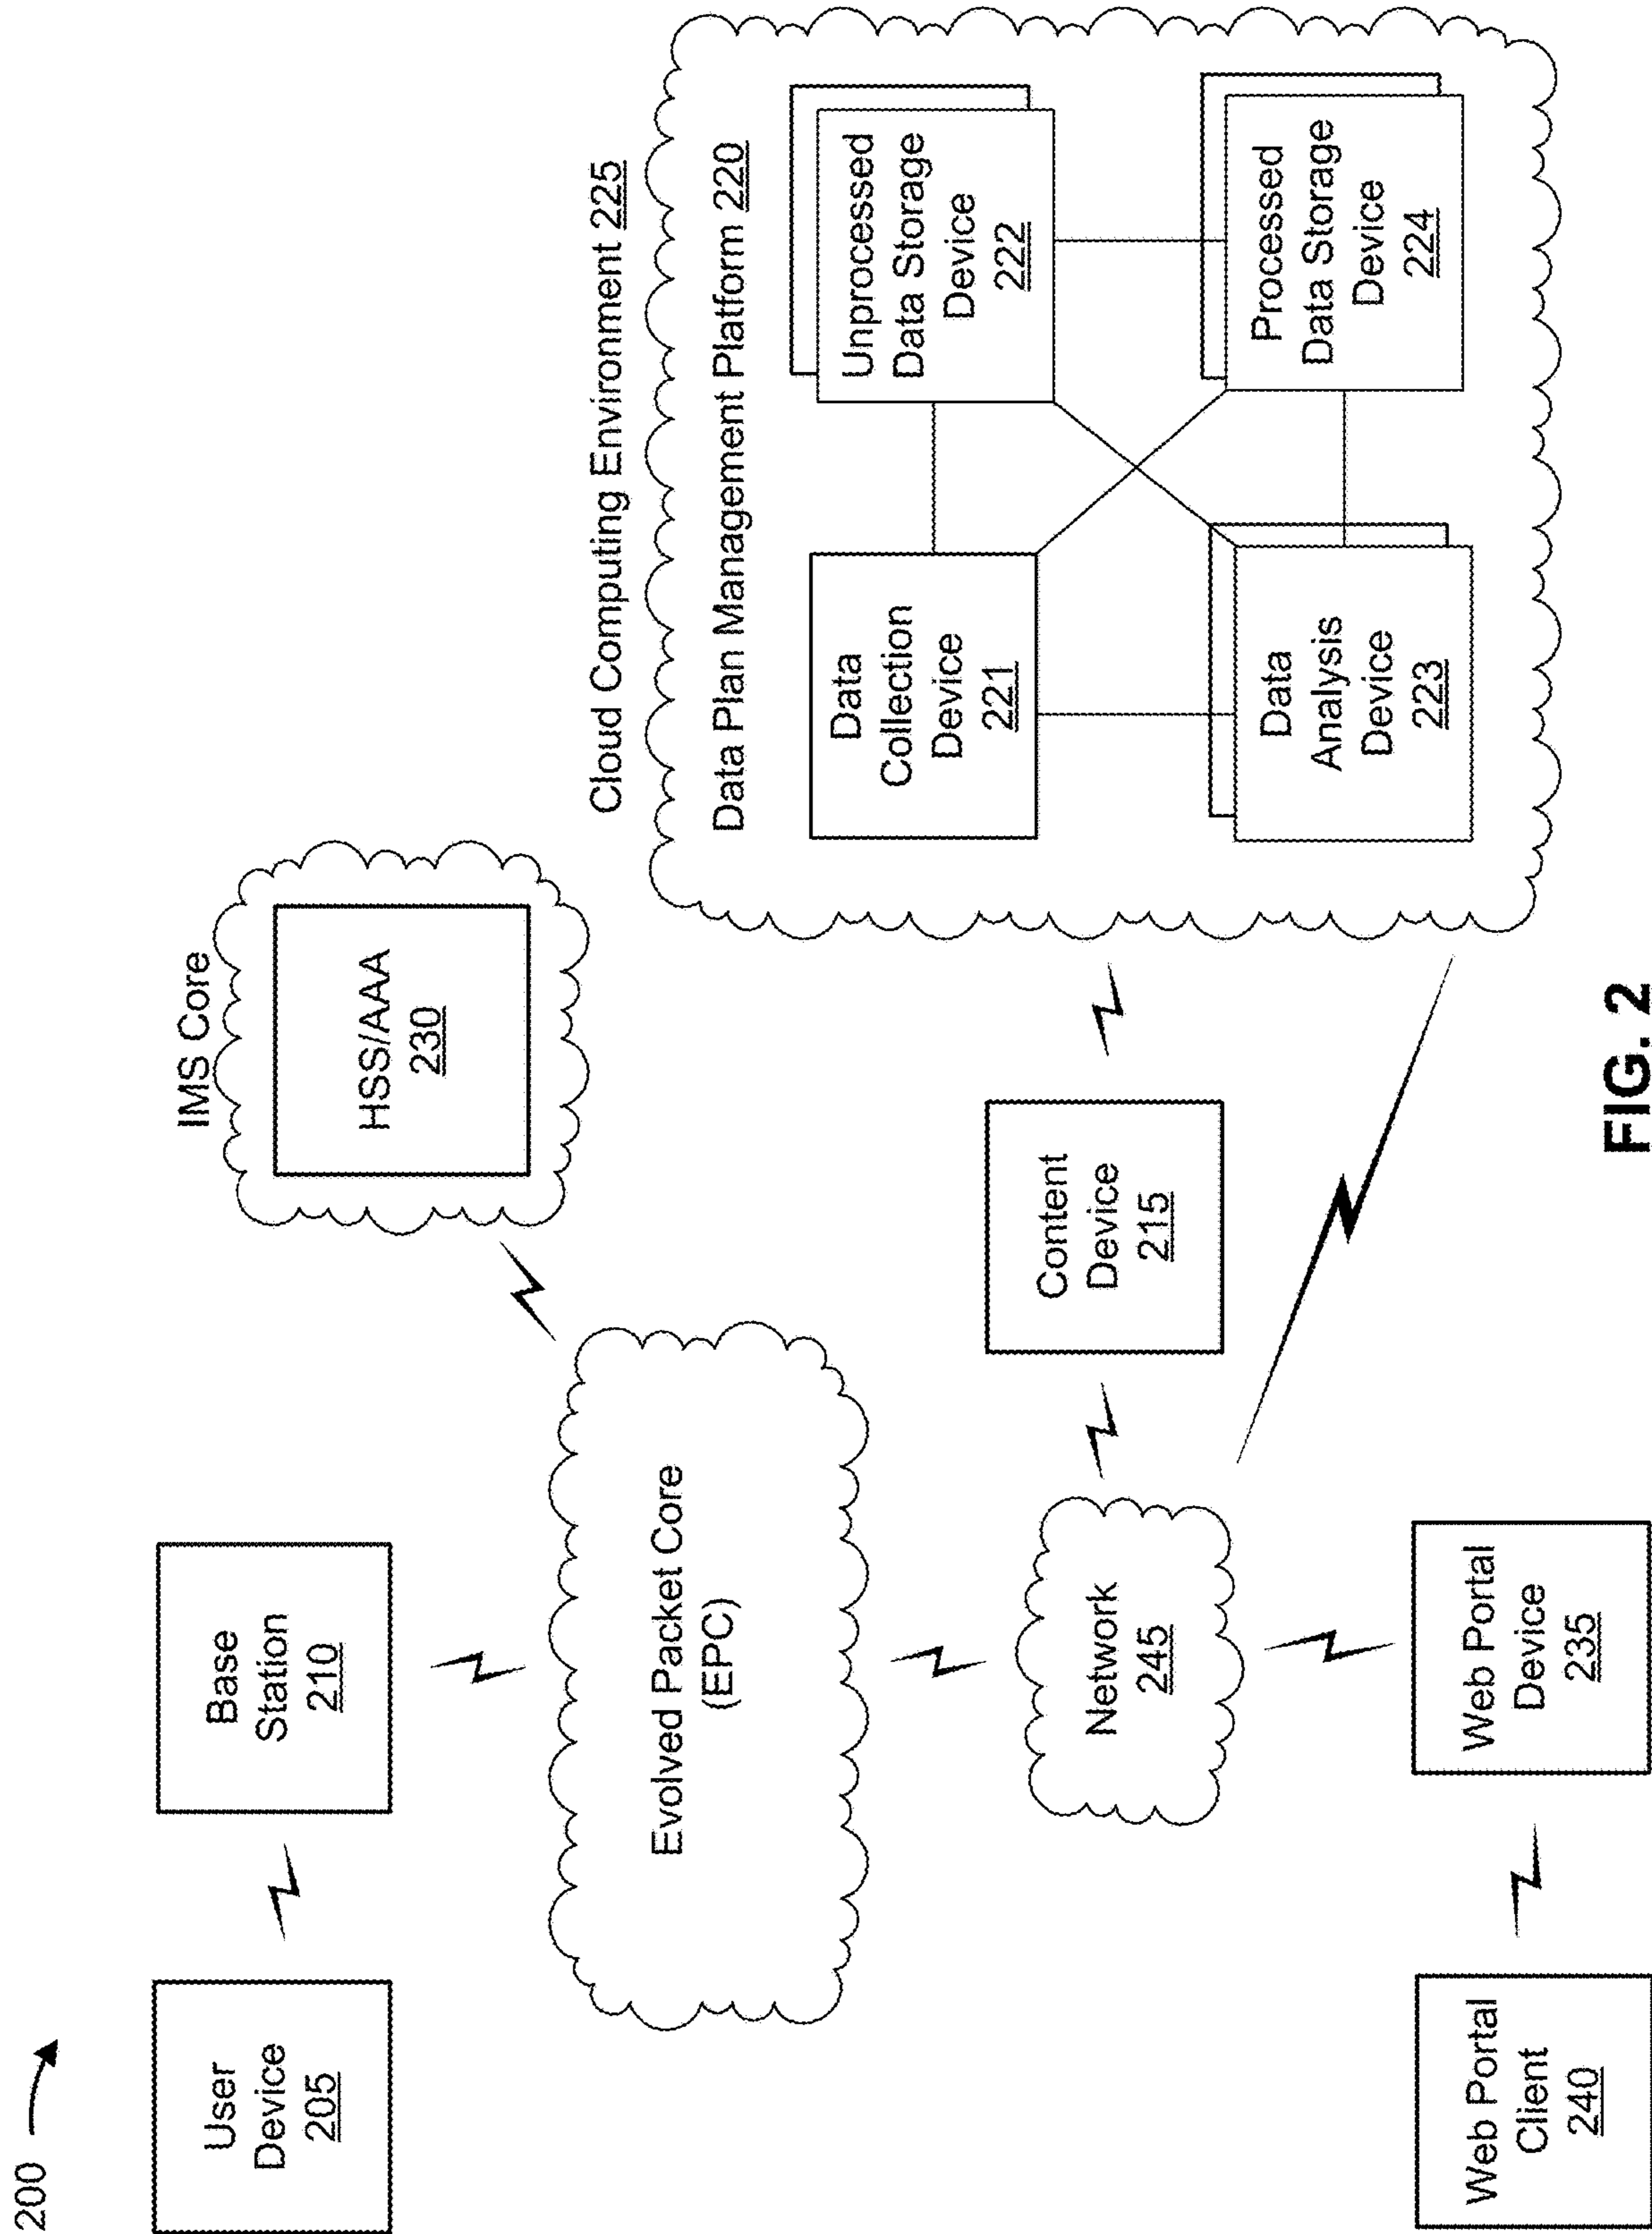 200
User
Device
205
Base
Station
210
IMS Core
HSS/AAA
230
Evolved Packet Core
(EPC)
Cloud Computing Environment 225
Data Plan Management Platform 220
Data
Collection
Device
221
Unprocessed
Data Storage
Device
222
Data
Analysis
Device
223
Processed
Data Storage
Device
224
Content
Device
215
Network
245
Web Portal
Client
240
Web Portal
Device
235
FIG. 2